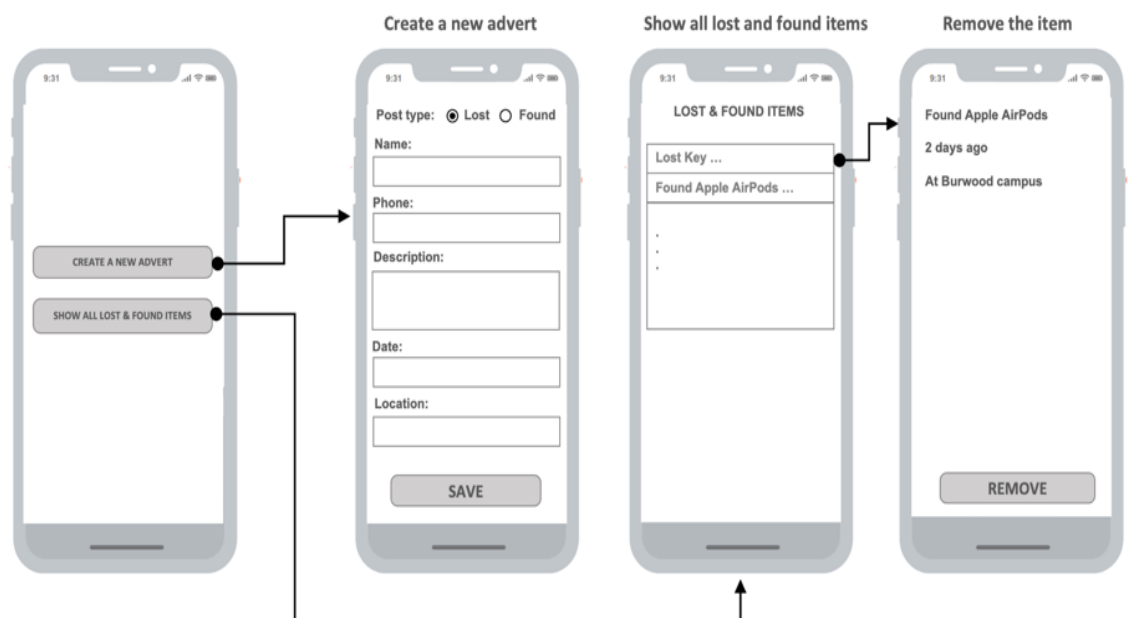 Create a new advert
Show all lost and found items
Remove the item
9:31
CREATE A NEW ADVERT
SHOW ALL LOST & FOUND ITEMS
9:31
Post type: Lost Found
Name:
Phone:
Description:
Date:
Location:
SAVE
9:31
LOST & FOUND ITEMS
Lost Key ...
Found Apple AirPods ...
.
.
.
9:31
Found Apple AirPods
2 days ago
At Burwood campus
REMOVE